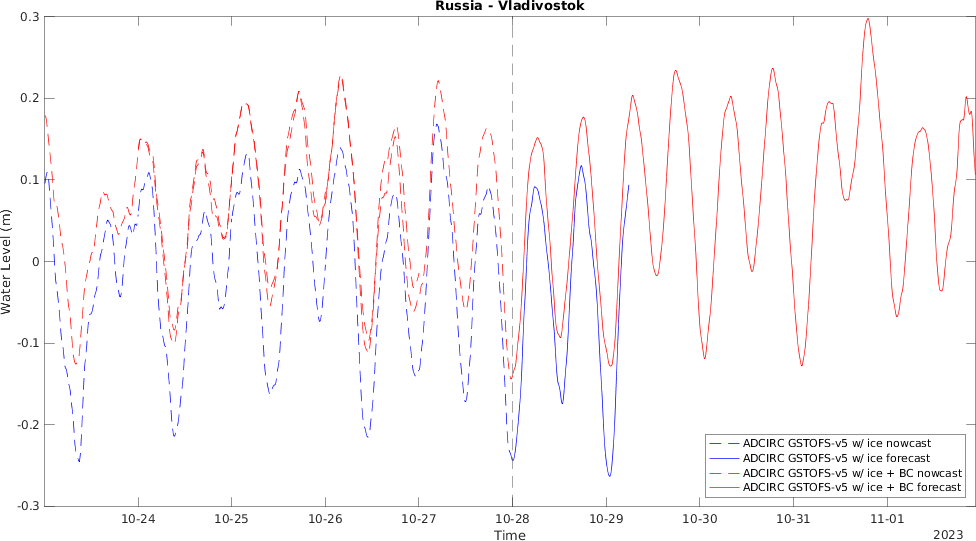 Russia - Vladivostok
0.3
0.2
0.1
0
-0.1
-0.2
-0.3
Water Level (m)
10-24 10-25 10-26 10-27 10-28 10-29 10-30 10-31 11-01
Time
2023
ADCIRC GSTOFS-v5 w/ ice nowcast
ADCIRC GSTOFS-v5 w/ ice forecast
ADCIRC GSTOFS-v5 w/ ice + BC nowcast
ADCIRC GSTOFS-v5 w/ ice + BC forecast